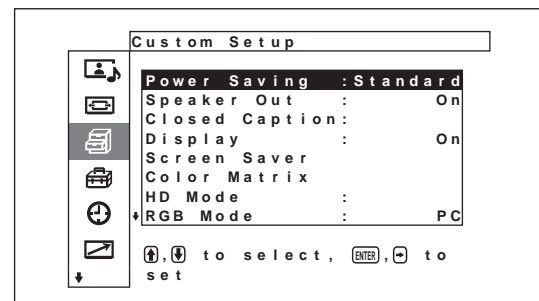 Custom Setup
Power Saving :Standard
Speaker Out : On
Closed Caption:
Display : On
Screen Saver
Color Matrix
HD Mode :
RGB Mode : PC
, to select, ENTER , to
set